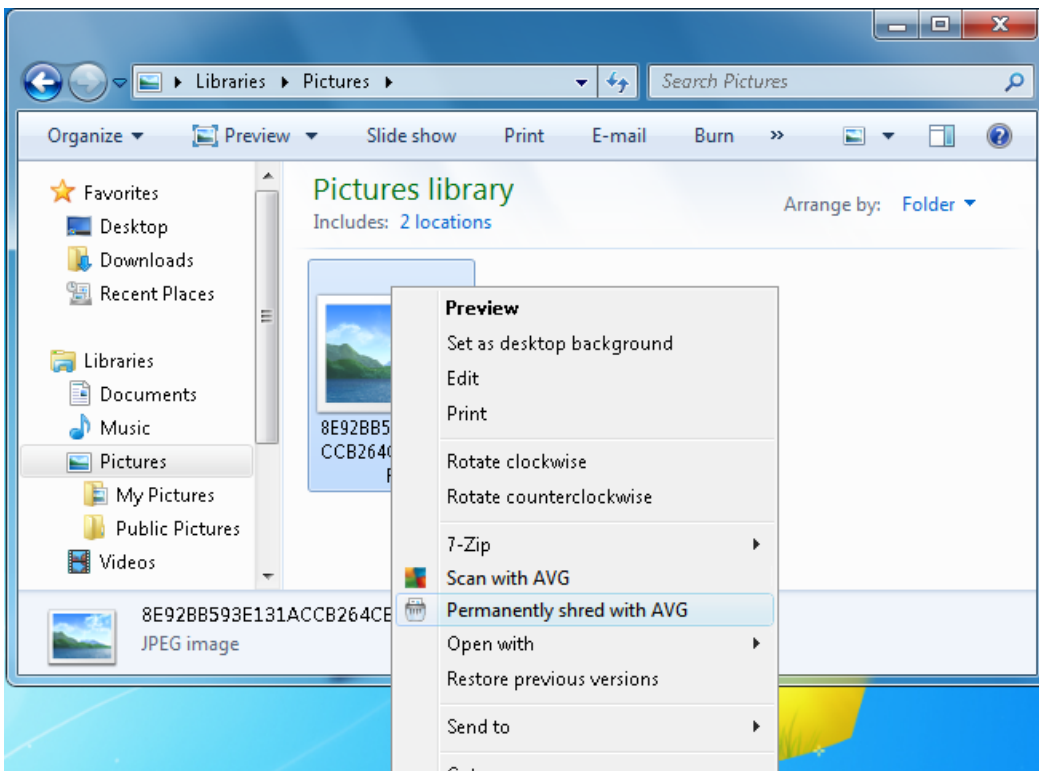 Libraries Pictures
Search Pictures
Organize Preview Slide show Print E-mail Burn »
Favorites
Desktop
Downloads
Recent Places
Libraries
Documents
Music
Pictures
My Pictures
Public Pictures
Videos
Pictures library
Includes: 2 locations
Arrange by: Folder
8E92BB5
CCB264
Preview
Set as desktop background
Edit
Print
Rotate clockwise
Rotate counterclockwise
7-Zip
Scan with AVG
Permanently shred with AVG
Open with
Restore previous versions
Send to
8E92BB593E131ACCB264CE
JPEG image